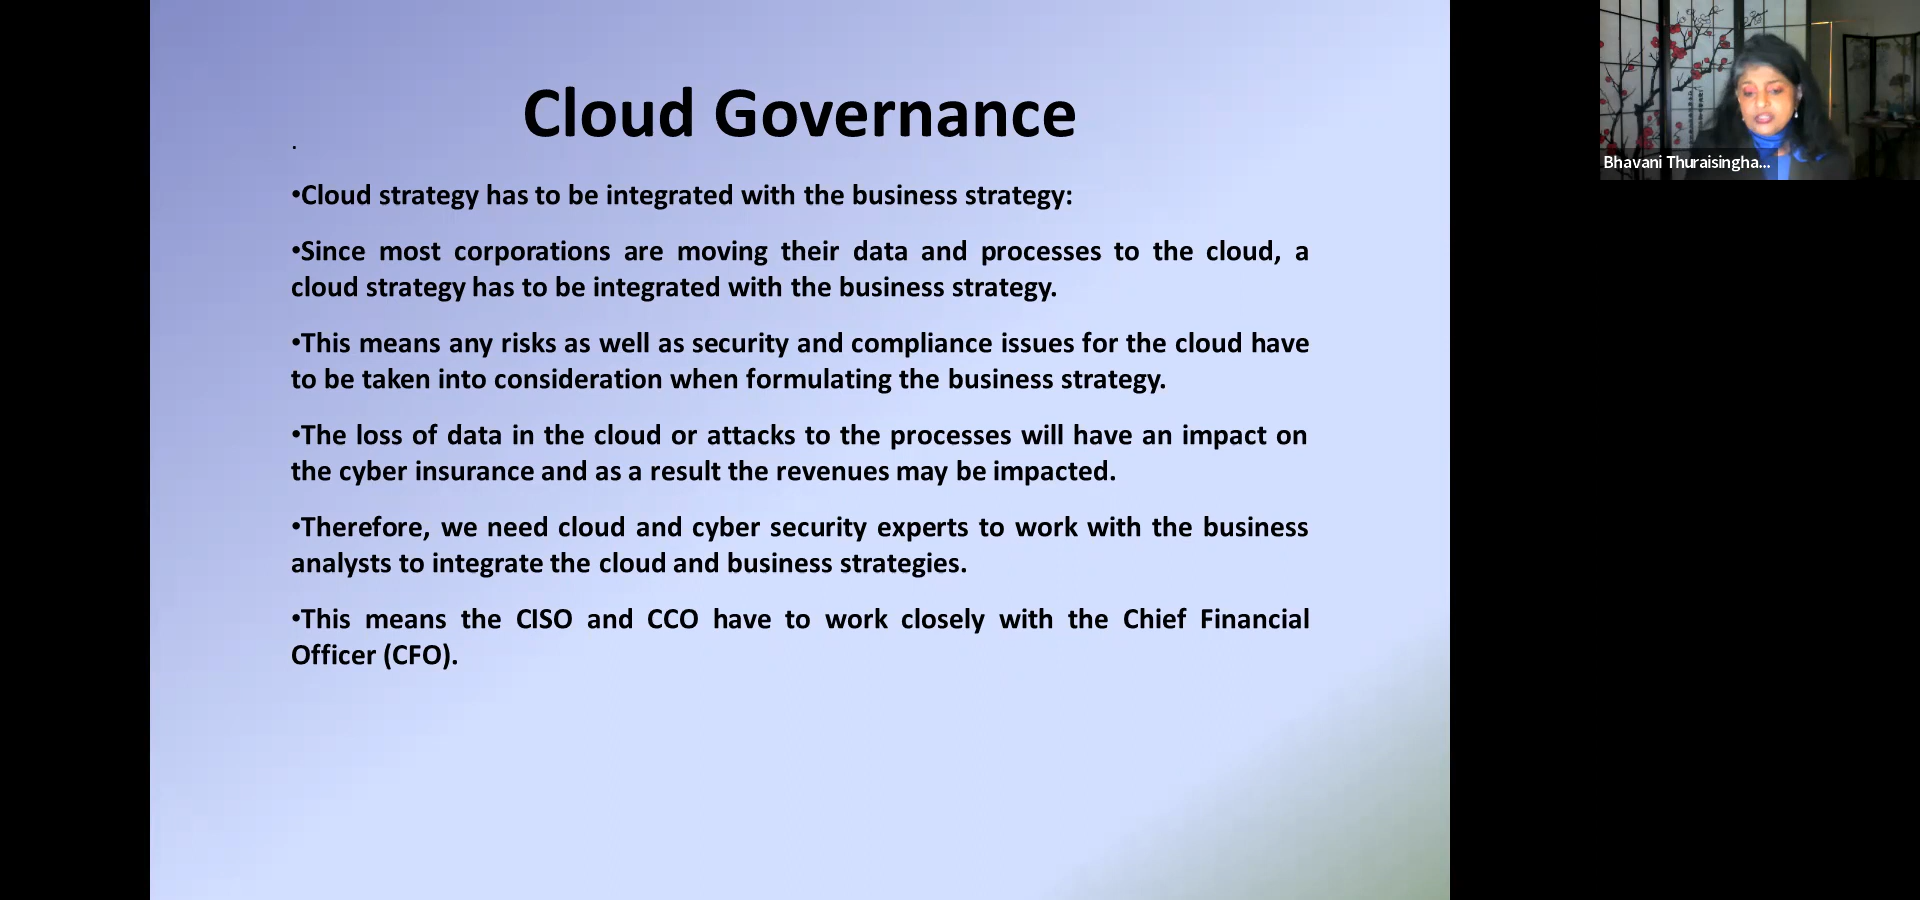 Cloud Governance
.
•Cloud strategy has to be integrated with the business strategy:
•Since most corporations are moving their data and processes to the cloud, a
cloud strategy has to be integrated with the business strategy.
•This means any risks as well as security and compliance issues for the cloud have
to be taken into consideration when formulating the business strategy.
•The loss of data in the cloud or attacks to the processes will have an impact on
the cyber insurance and as a result the revenues may be impacted.
•Therefore, we need cloud and cyber security experts to work with the business
analysts to integrate the cloud and business strategies.
•This means the CISO and CCO have to work closely with the Chief Financial
Officer (CFO).
Bhavani Thuraisingha...